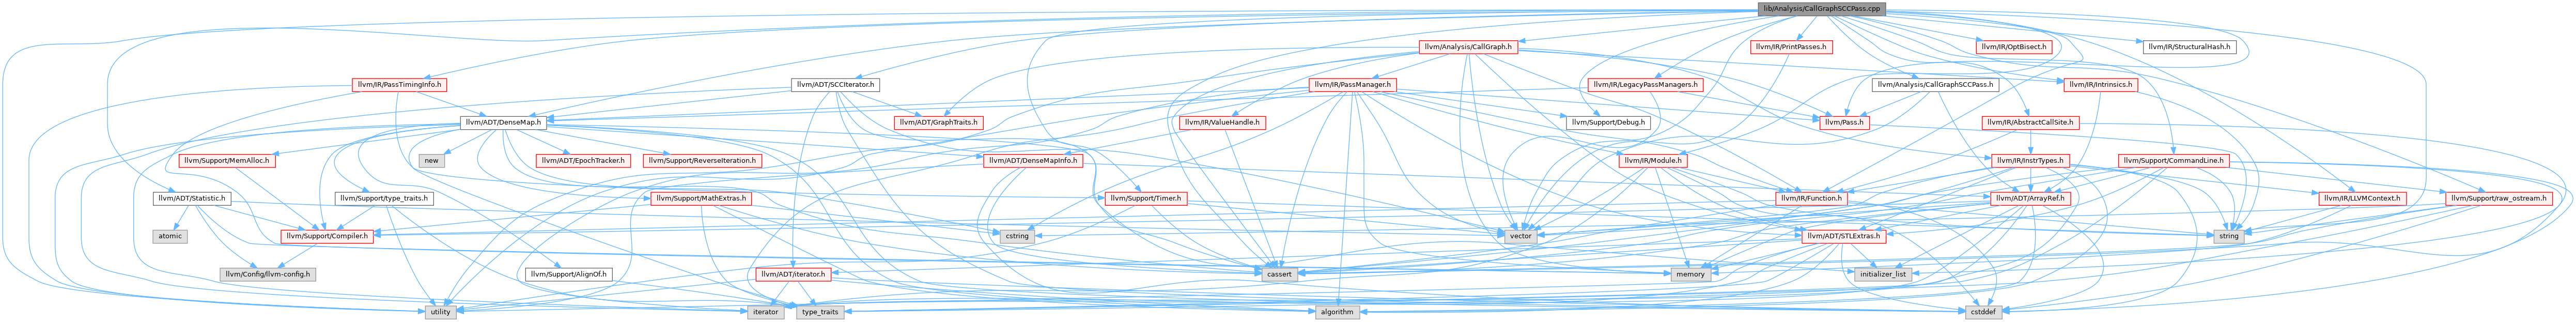 lib/Analysis/CallGraphSCCPass.cpp
llvm/Analysis/CallGraph.h
llvm/IR/PrintPasses.h
llvm/IR/OptBisect.h
llvm/IR/StructuralHash.h
llvm/IR/PassTimingInfo.h
llvm/ADT/SCCIterator.h
llvm/IR/PassManager.h
llvm/IR/LegacyPassManagers.h
llvm/Analysis/CallGraphSCCPass.h
llvm/IR/Intrinsics.h
llvm/ADT/DenseMap.h
llvm/ADT/GraphTraits.h
llvm/IR/ValueHandle.h
llvm/Support/Debug.h
llvm/Pass.h
llvm/IR/AbstractCallSite.h
llvm/Support/MemAlloc.h
new
llvm/ADT/EpochTracker.h
llvm/Support/ReverseIteration.h
llvm/ADT/DenseMapInfo.h
llvm/IR/Module.h
llvm/IR/InstrTypes.h
llvm/Support/CommandLine.h
llvm/ADT/Statistic.h
llvm/Support/type_traits.h
llvm/Support/MathExtras.h
llvm/Support/Timer.h
llvm/IR/Function.h
llvm/ADT/ArrayRef.h
llvm/IR/LLVMContext.h
llvm/Support/raw_ostream.h
atomic
llvm/Support/Compiler.h
cstring
vector
llvm/ADT/STLExtras.h
string
llvm/Config/llvm-config.h
llvm/Support/AlignOf.h
llvm/ADT/iterator.h
cassert
memory
initializer_list
utility
iterator
type_traits
algorithm
cstddef